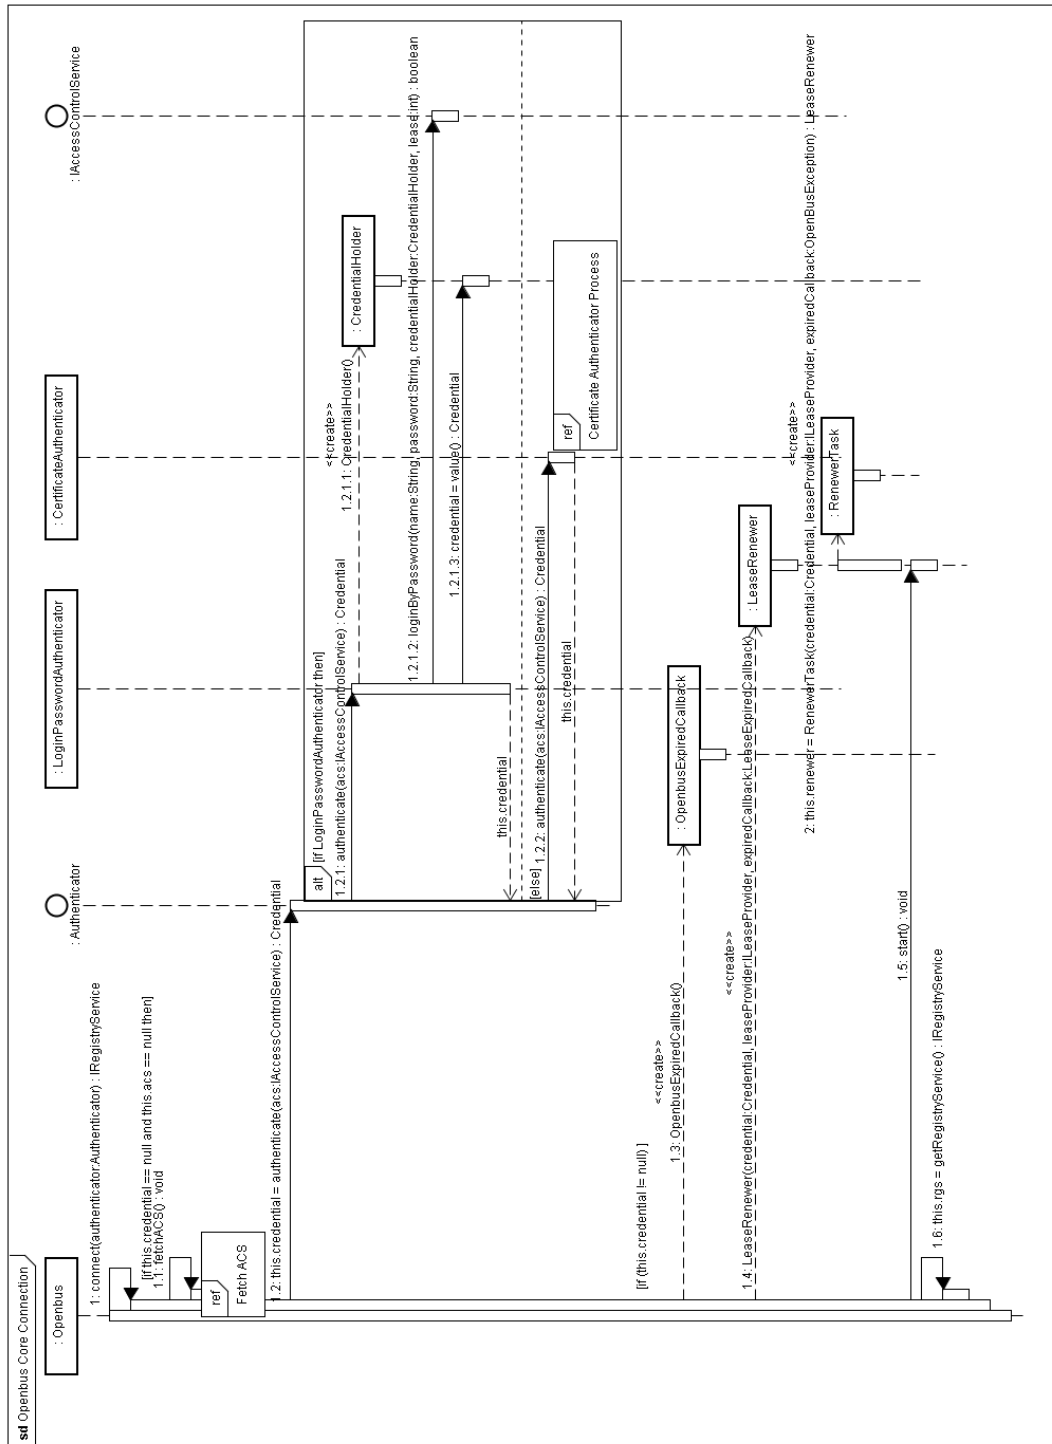 sd Openbus Core Connection
: Openbus
: Authenticator
: LoginPasswordAuthenticator
: CertificateAuthenticator
: IAccessControlService
1: connect(authenticator:Authenticator) : IRegistryService
[if this.credential == null and this.acs == null then]
1.1: fetchACS() : void
ref
Fetch ACS
1.2: this.credential = authenticate(acs:IAccessControlService) : Credential
alt
[if LoginPasswordAuthenticator then]
1.2.1: authenticate(acs:IAccessControlService) : Credential
<<create>>
1.2.1.1: CredentialHolder()
: CredentialHolder
1.2.1.2: loginByPassword(name:String, password:String, credentialHolder:CredentialHolder, lease:int) : boolean
1.2.1.3: credential = value() : Credential
this.credential
[else]
1.2.2: authenticate(acs:IAccessControlService) : Credential
ref
Certificate Authenticator Process
this.credential
[if (this.credential != null) ]
<<create>>
1.3: OpenbusExpiredCallback()
: OpenbusExpiredCallback
<<create>>
1.4: LeaseRenewer(credential:Credential, leaseProvider:ILeaseProvider, expiredCallback:LeaseExpiredCallback)
: LeaseRenewer
<<create>>
2: this.renewer = RenewerTask(credential:Credential, leaseProvider:ILeaseProvider, expiredCallback:OpenBusException) : LeaseRenewer
: RenewerTask
1.5: start() : void
1.6: this.rgs = getRegistryService() : IRegistryService